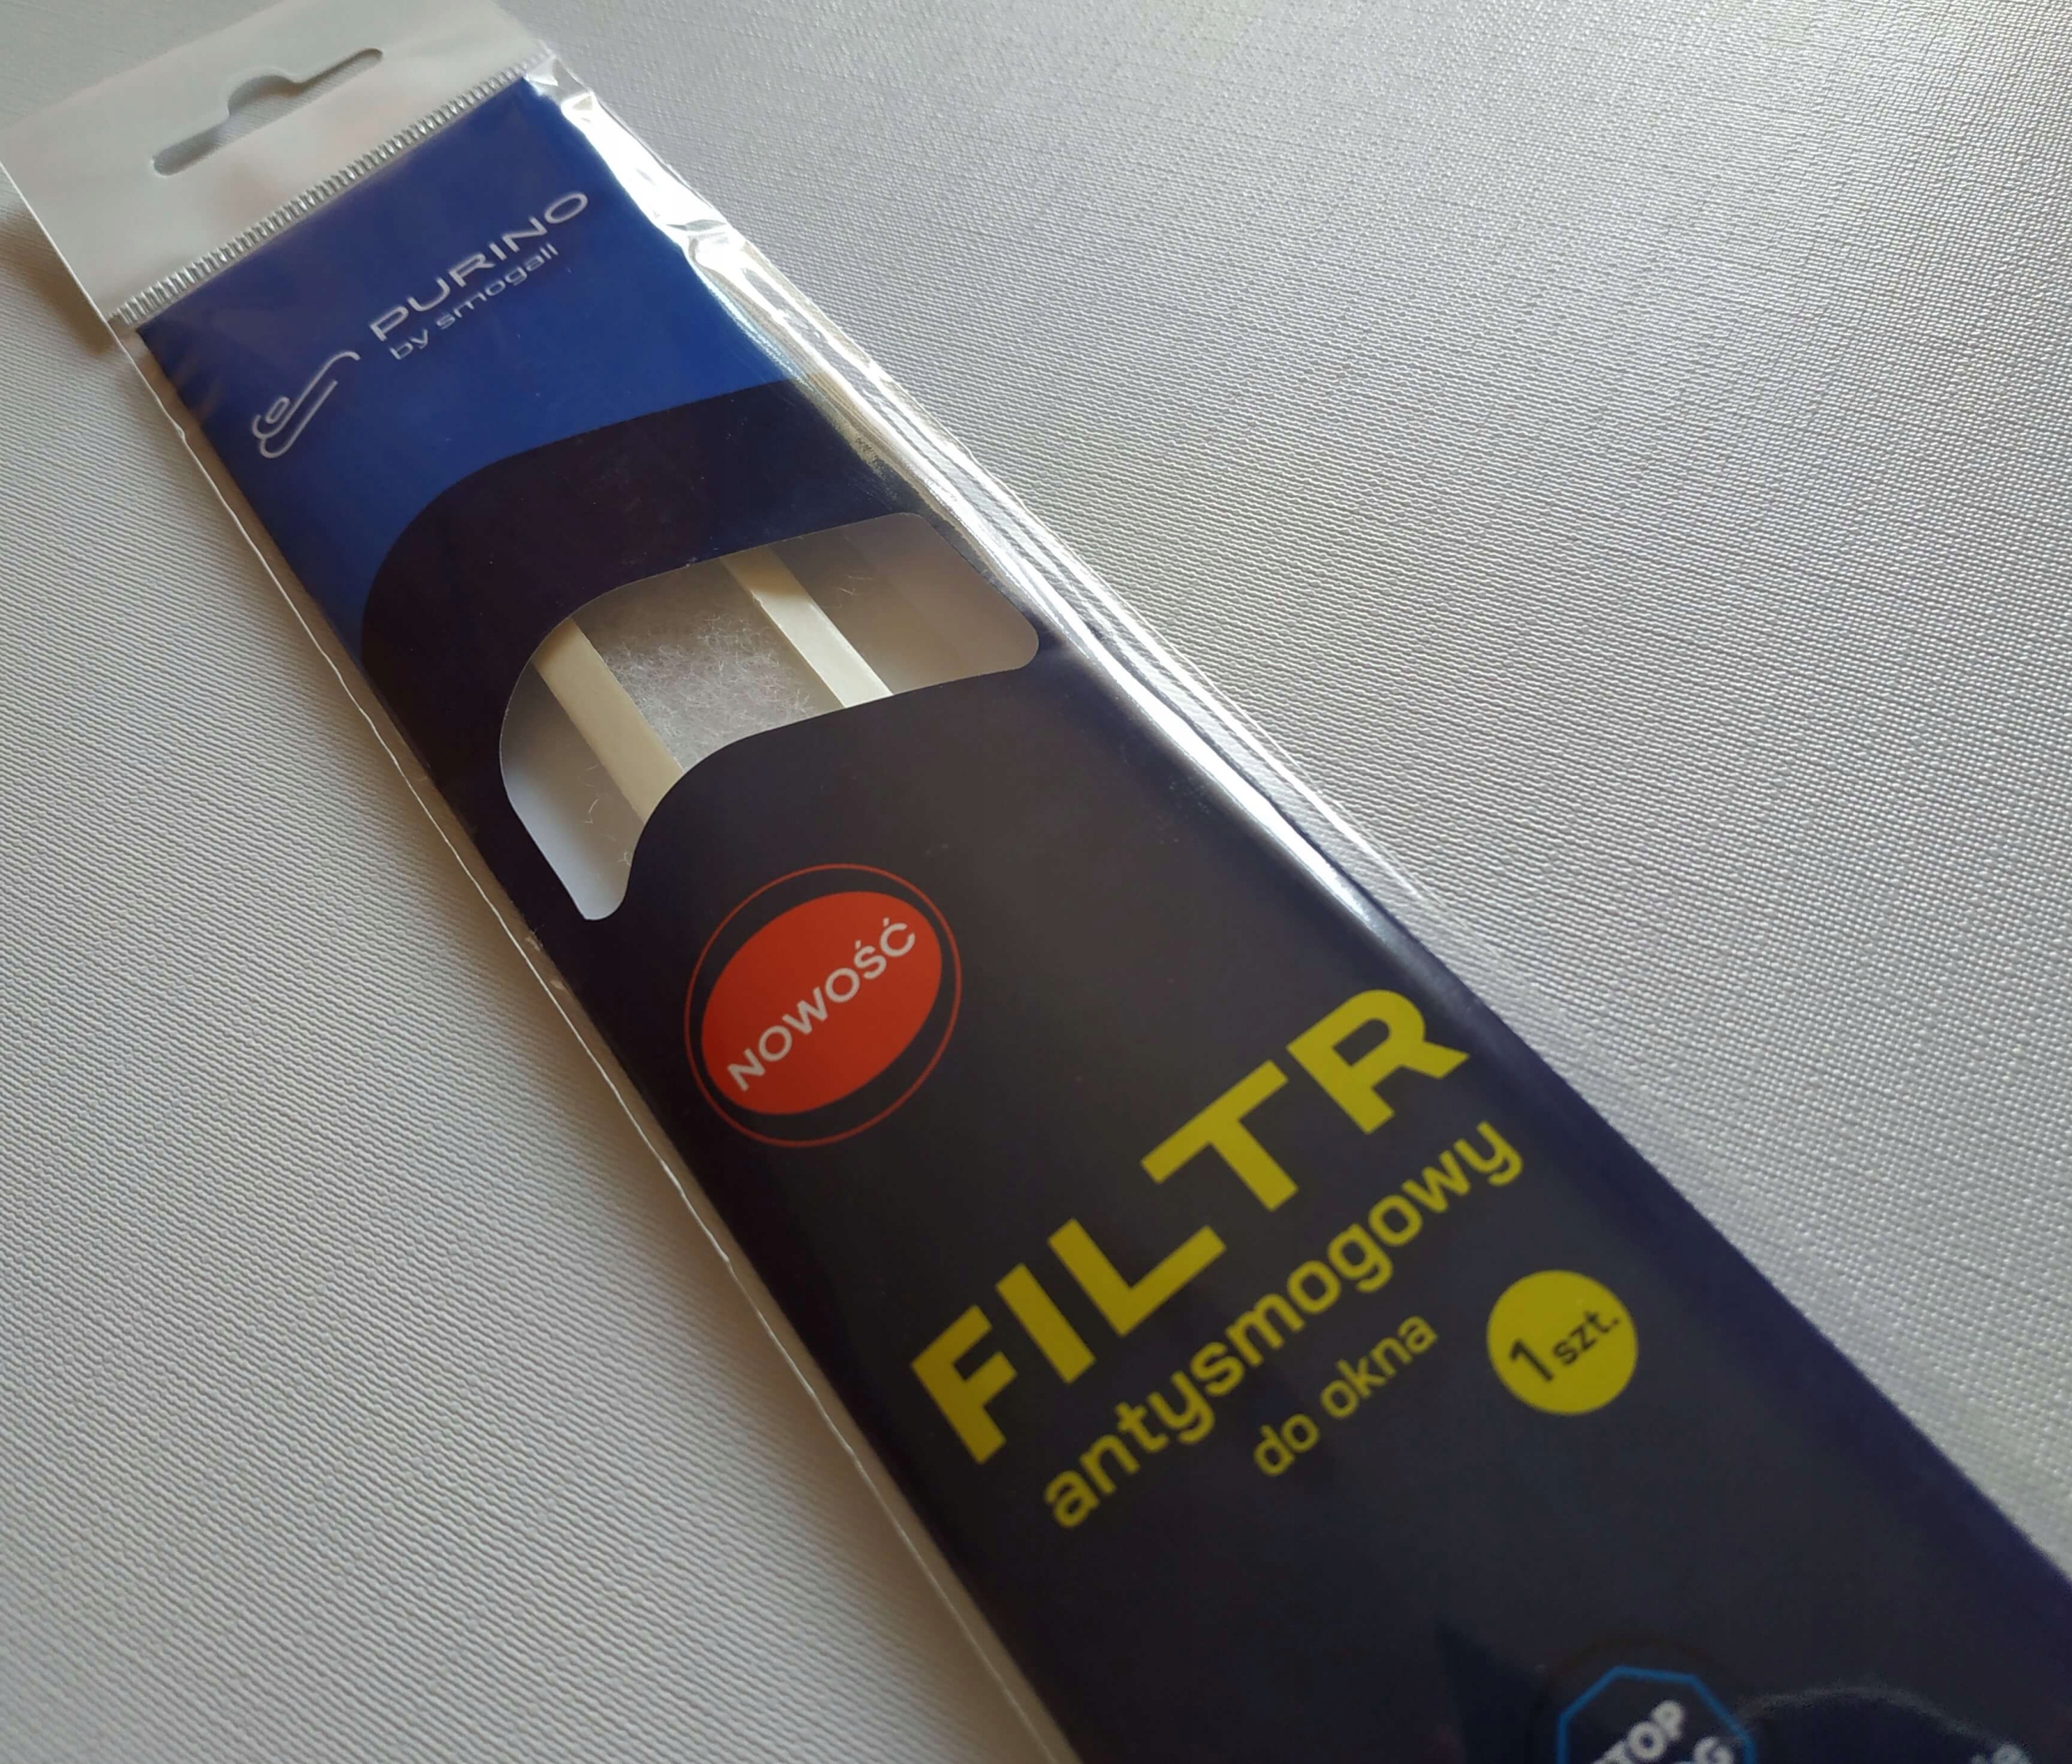 PURINO
by smogall
NOWOŚĆ
FILTR
antysmogowy
do okna
1 szt.